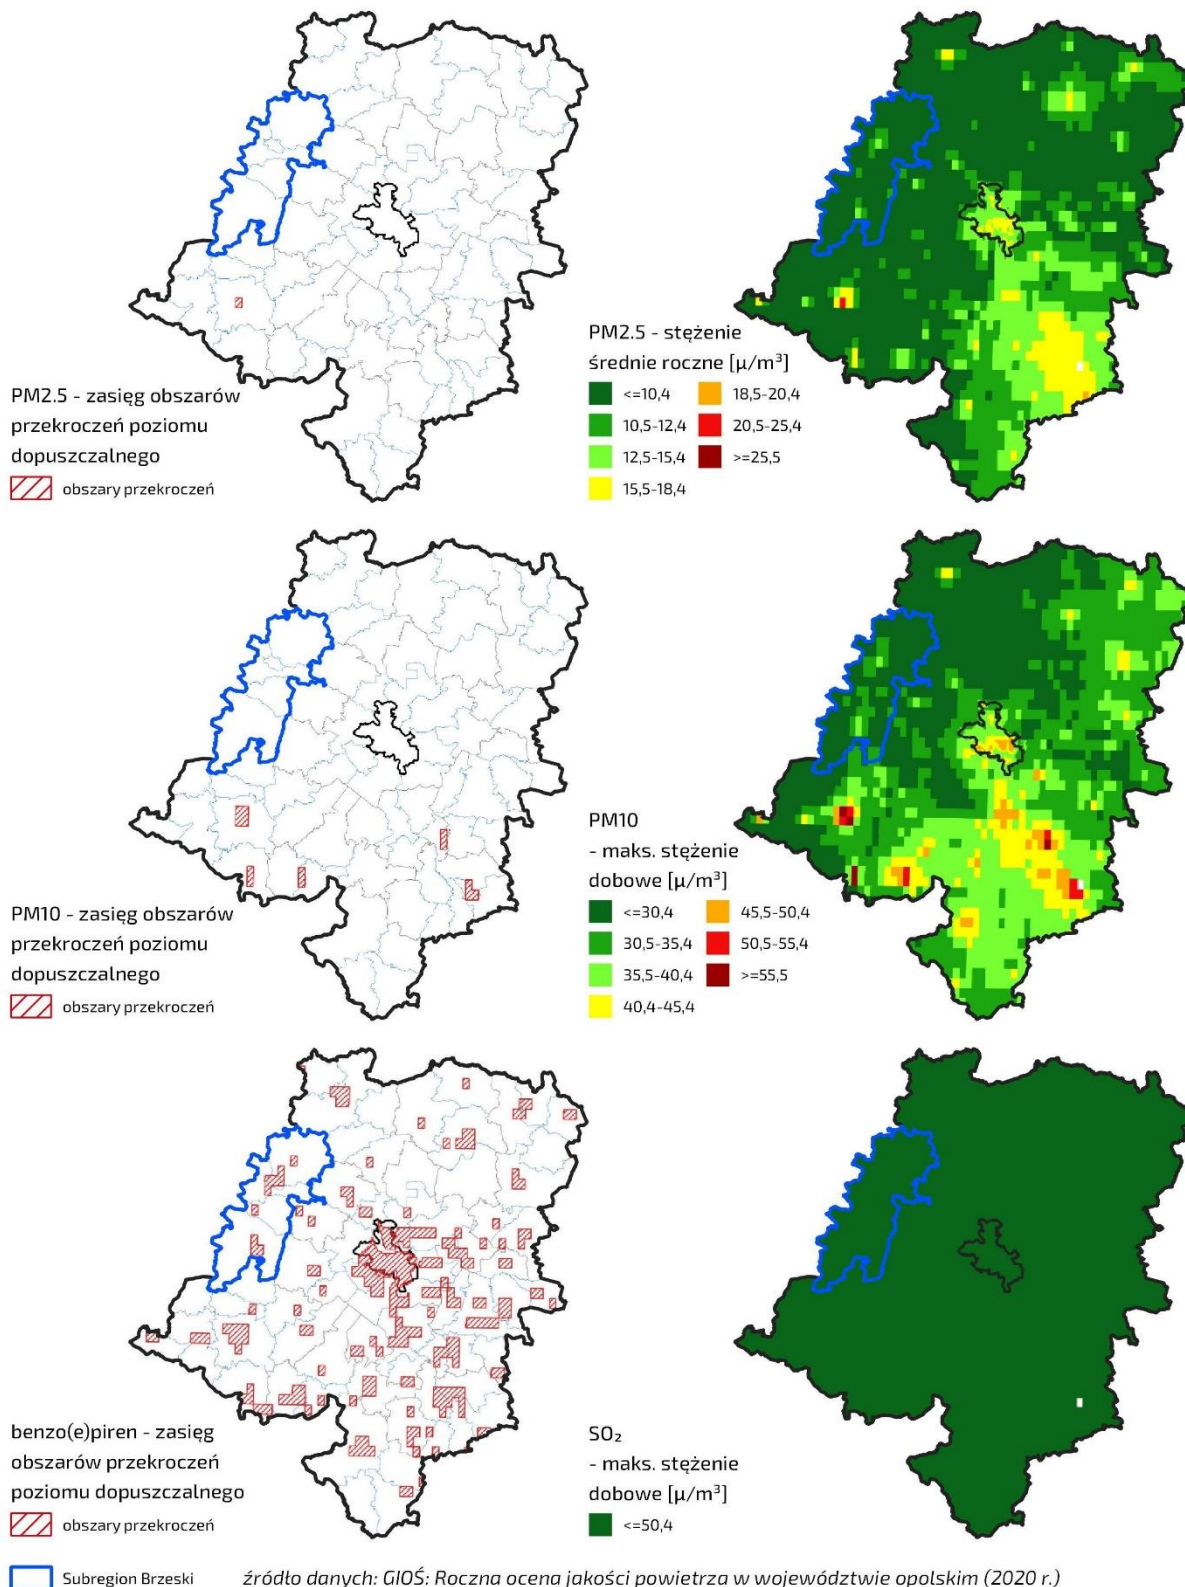 PM2.5 - zasięg obszarów
przekroczeń poziomu
dopuszczalnego
obszary przekroczeń
PM2.5 - stężenie
średnie roczne [µ/m³]
<=10,4
10,5-12,4
12,5-15,4
15,5-18,4
18,5-20,4
20,5-25,4
>=25,5
PM10 - zasięg obszarów
przekroczeń poziomu
dopuszczalnego
obszary przekroczeń
PM10
- maks. stężenie
dobowe [µ/m³]
<=30,4
30,5-35,4
35,5-40,4
40,4-45,4
45,5-50,4
50,5-55,4
>=55,5
benzo(e)piren - zasięg
obszarów przekroczeń
poziomu dopuszczalnego
obszary przekroczeń
SO₂
- maks. stężenie
dobowe [µ/m³]
<=50,4
Subregion Brzeski
źródło danych: GIOŚ: Roczna ocena jakości powietrza w województwie opolskim (2020 r.)